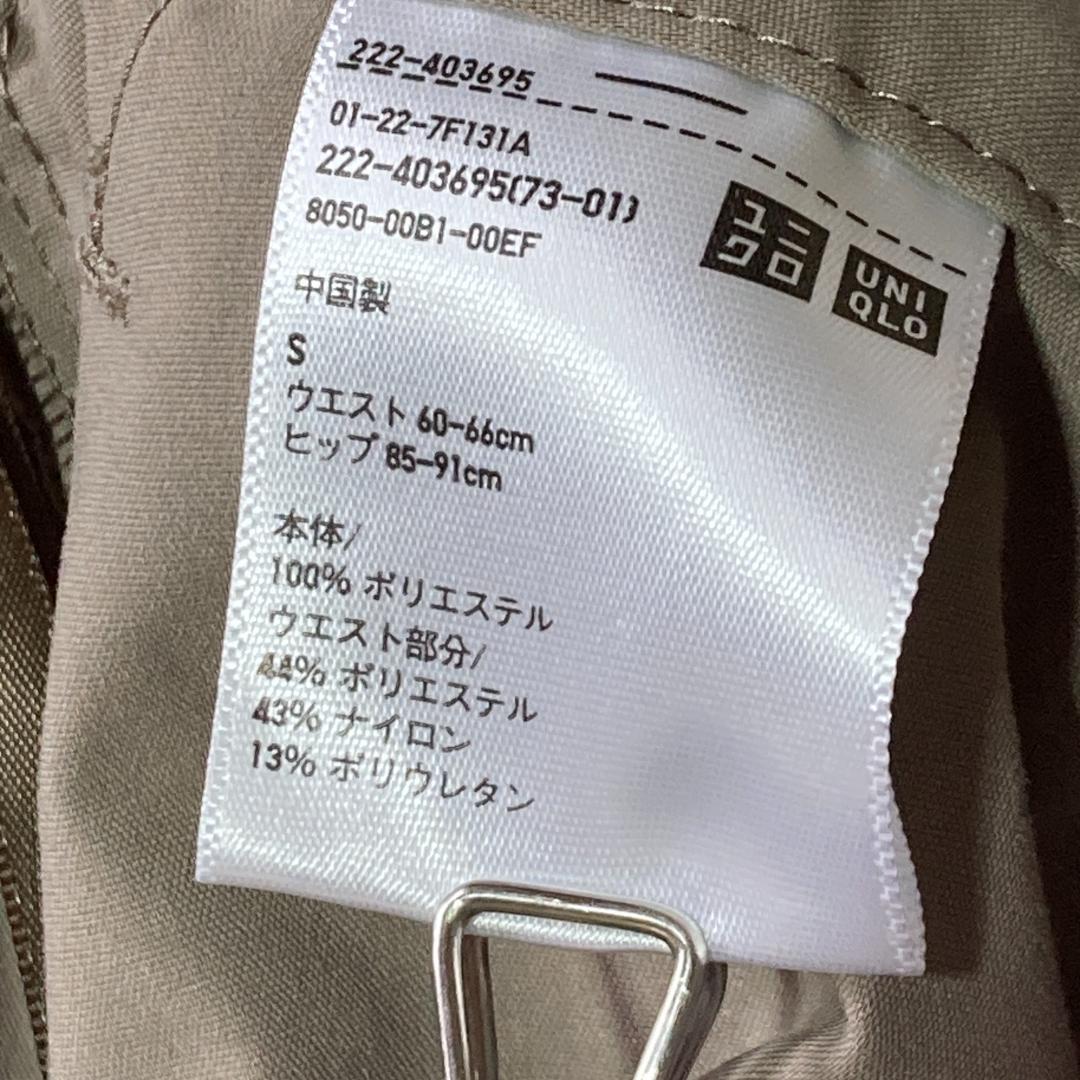 222-403695
01-22-7F131A
222-403695(73-01)
8050-00B1-00EF
ユニ
クロ
UNI
QLO
中国製
S
ウエスト 60-66cm
ヒップ 85-91cm
本体/
100% ポリエステル
ウエスト部分/
44% ポリエステル
43% ナイロン
13% ポリウレタン